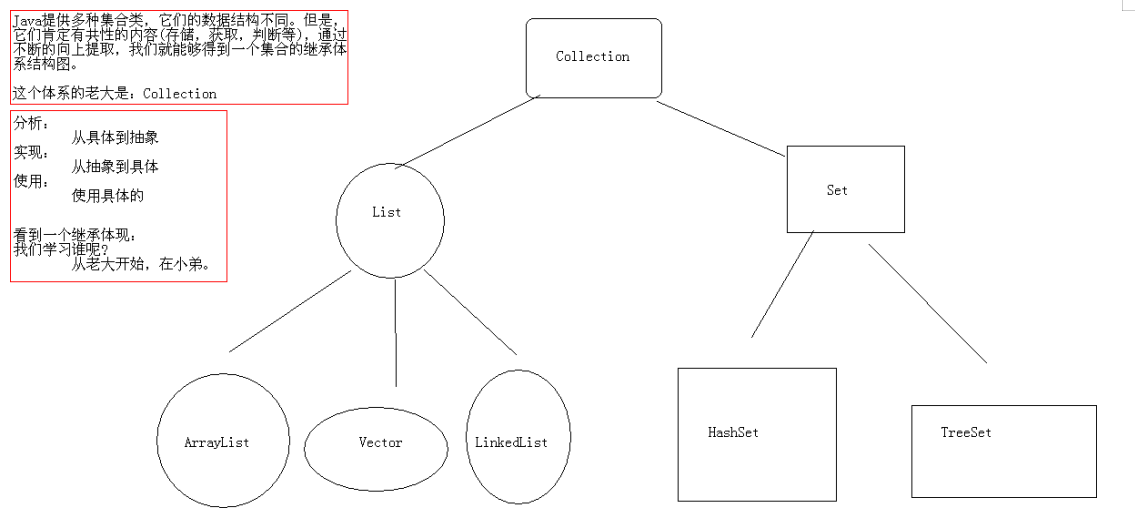 Java提供多种集合类，它们的数据结构不同。但是，
它们肯定有共性的内容(存储，获取，判断等)，通过
不断的向上提取，我们就能够得到一个集合的继承体
系结构图。
这个体系的老大是：Collection
分析：
从具体到抽象
实现：
从抽象到具体
使用：
使用具体的
看到一个继承体现：
我们学习谁呢?
从老大开始，在小弟。
Collection
List
Set
ArrayList
Vector
LinkedList
HashSet
TreeSet